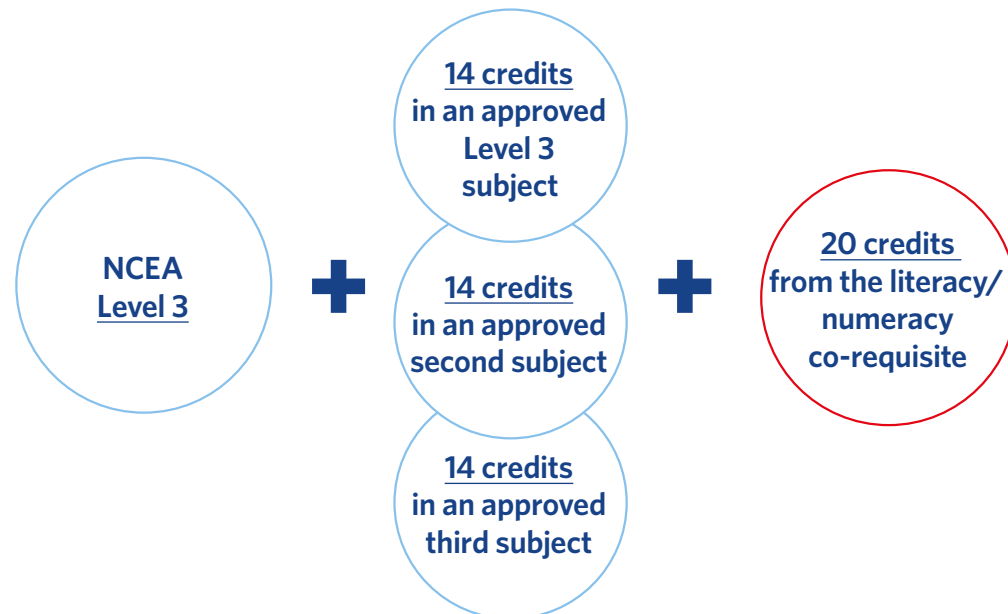 NCEA
Level 3
14 credits
in an approved
Level 3
subject
14 credits
in an approved
second subject
14 credits
in an approved
third subject
20 credits
from the literacy/
numeracy
co-requisite